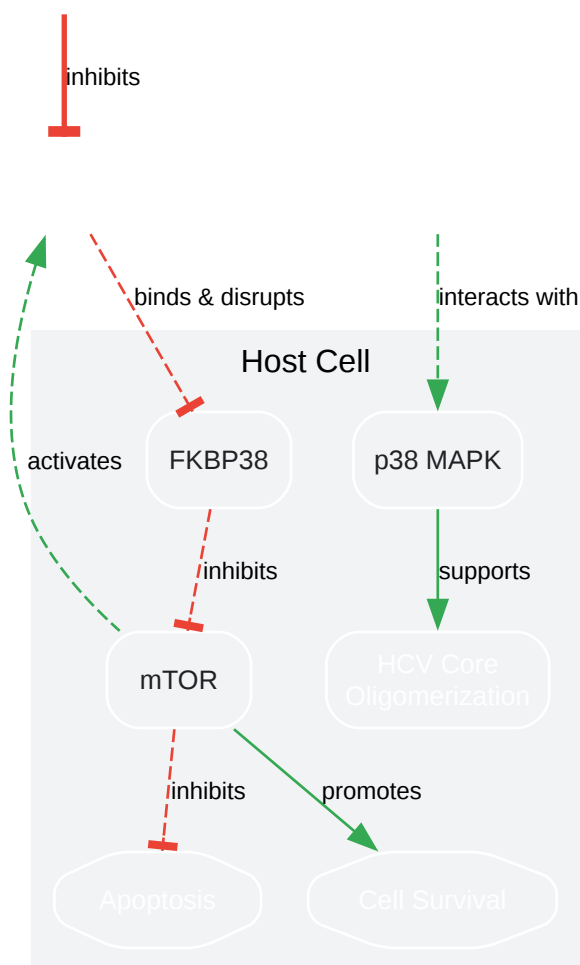 inhibits
binds & disrupts
interacts with
Host Cell
FKBP38
p38 MAPK
activates
inhibits
supports
mTOR
HCV Core
Oligomerization
inhibits
promotes
Apoptosis
Cell Survival